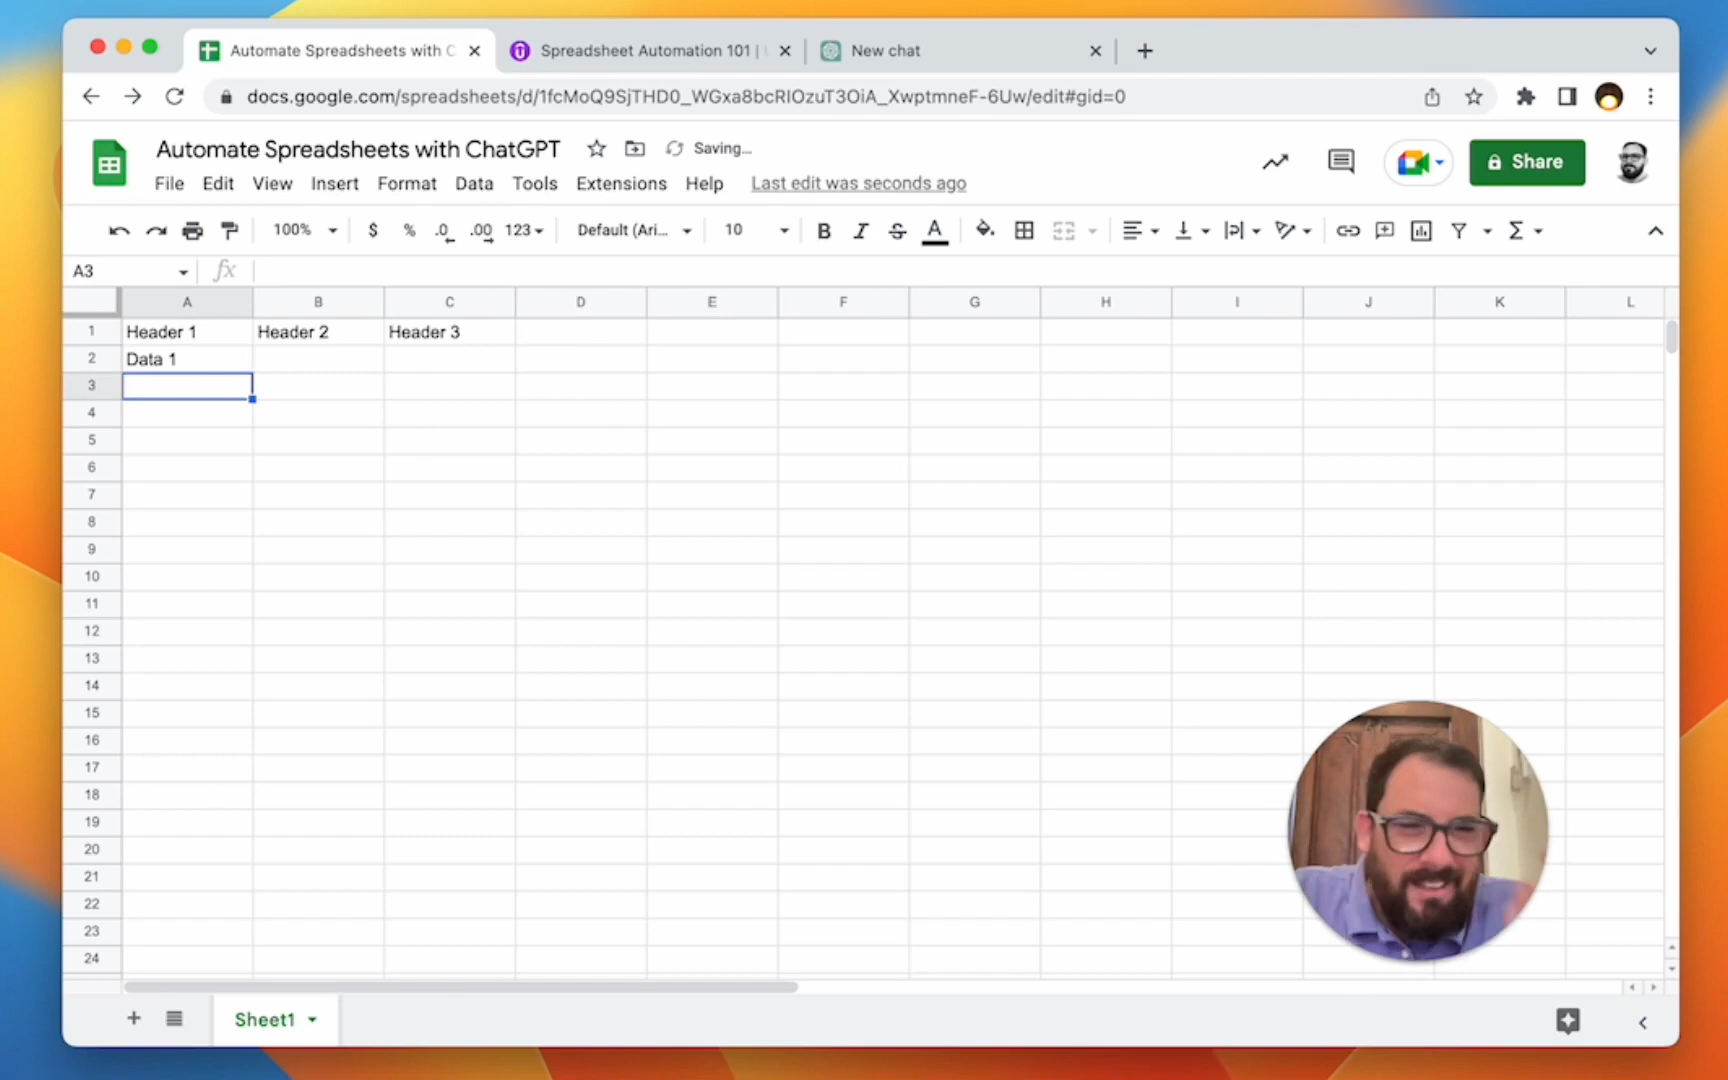 Automate Spreadsheets with C
Spreadsheet Automation 101 |
New chat
docs.google.com/spreadsheets/d/1fcMoQ9SjTHD0_WGxa8bcRIOzuT3OiA_XwptmneF-6Uw/edit#gid=0
Automate Spreadsheets with ChatGPT
Saving...
Share
File Edit View Insert Format Data Tools Extensions Help Last edit was seconds ago
100% $ % .0 .00 123 Default (Ari... 10 B I S A
A3 fx
A B C D E F G H I J K L
1 Header 1 Header 2 Header 3
2 Data 1
3
4
5
6
7
8
9
10
11
12
13
14
15
16
17
18
19
20
21
22
23
24
Sheet1